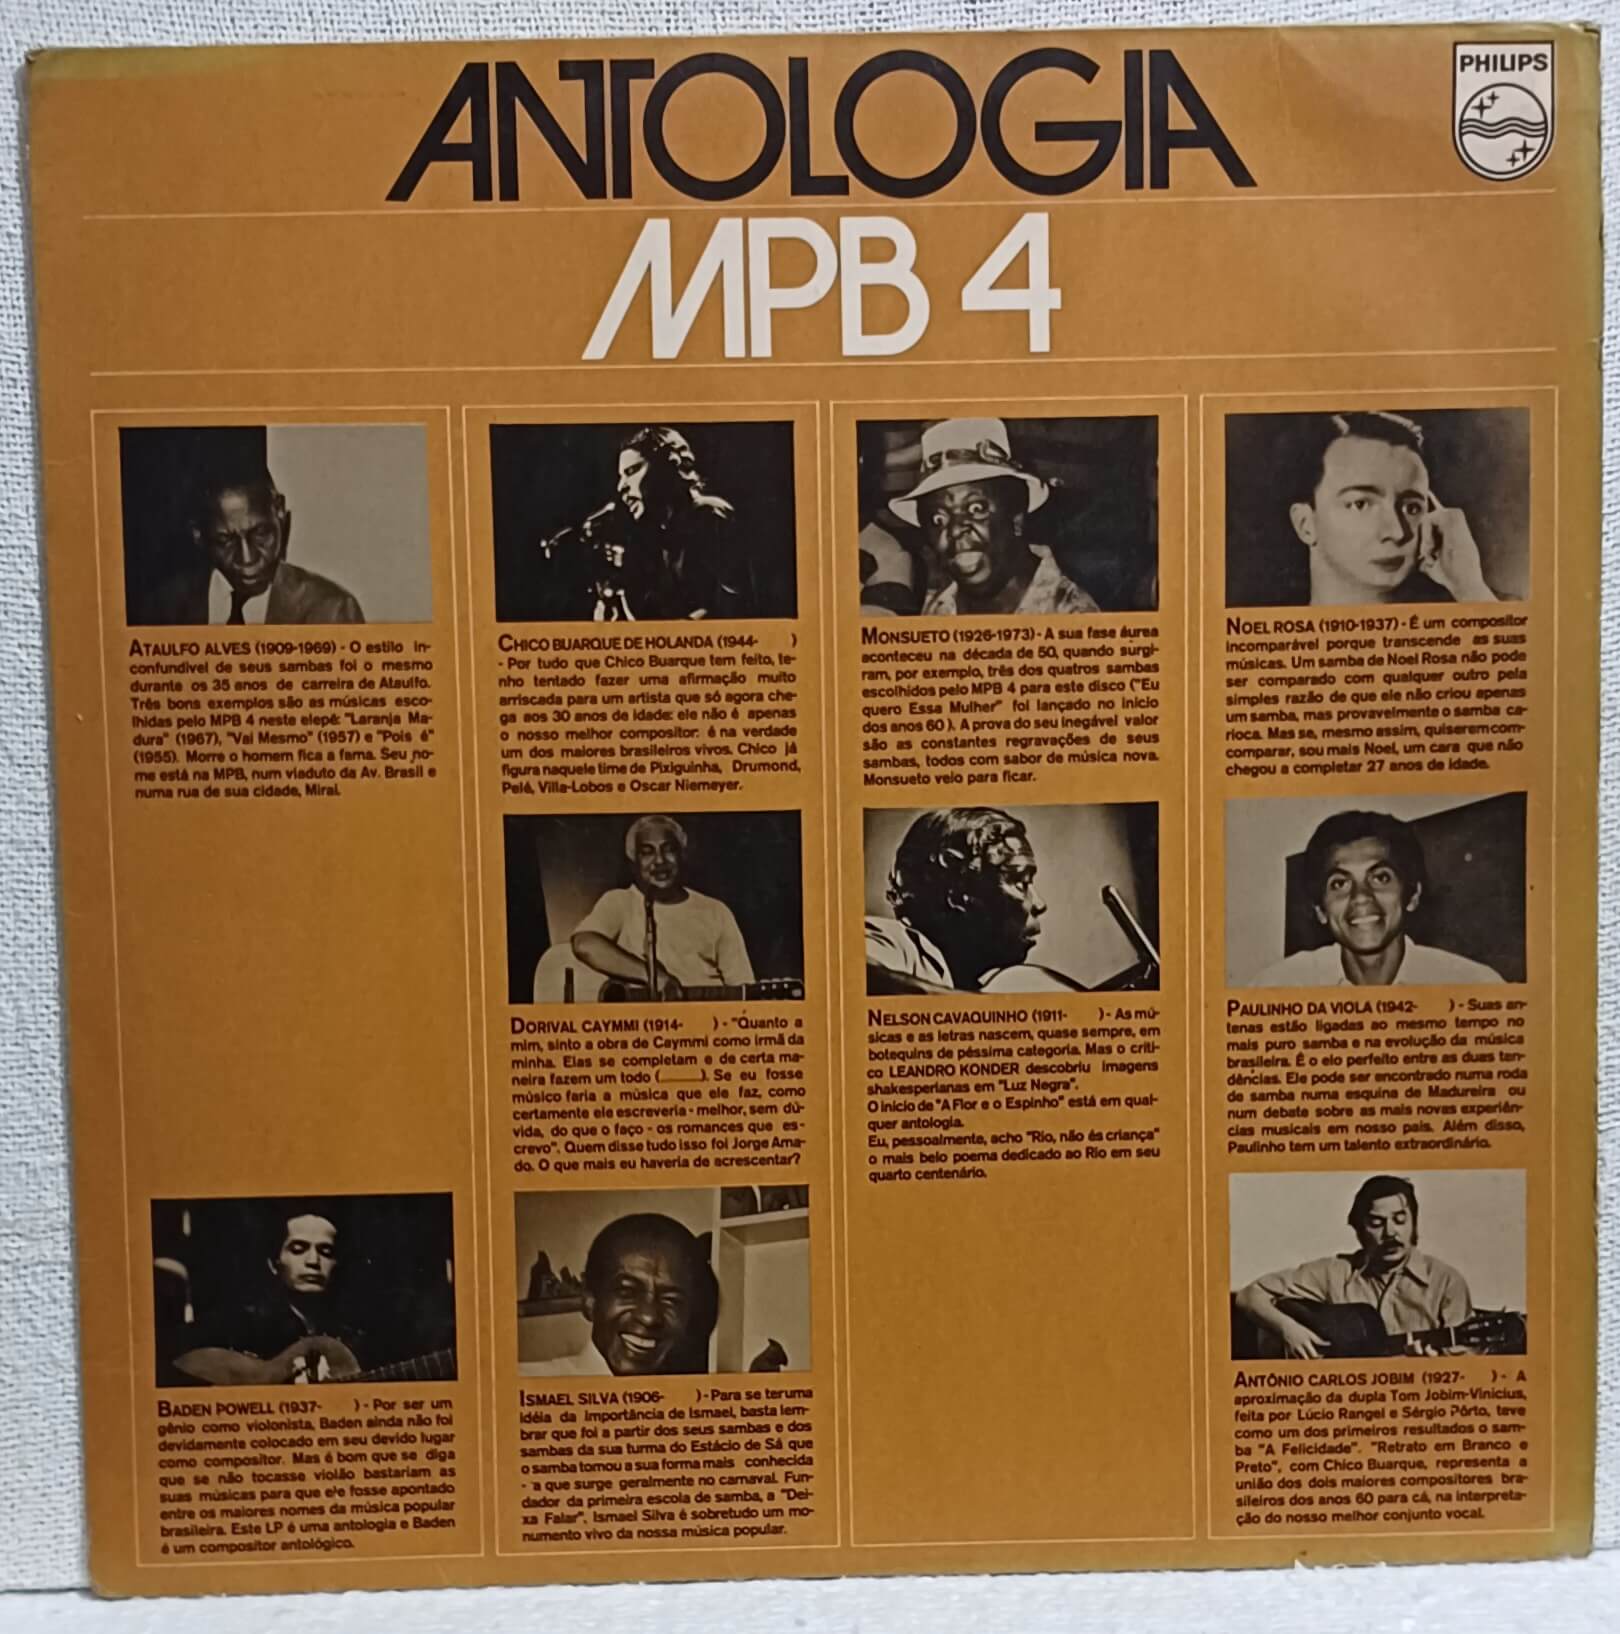 ANTOLOGIA
PHILIPS
MPB 4
ATAULFO ALVES (1909-1969) - O estilo in-
confundível de seus sambas foi o mesmo
durante os 35 anos de carreira de Ataulfo.
Três bons exemplos são as músicas esco-
lhidas pelo MPB 4 neste elepê: "Laranja Ma-
dura" (1967), "Vai Mesmo" (1957) e "Pois é"
(1955). Morre o homem fica a fama. Seu no-
me está na MPB, num viaduto da Av. Brasil e
numa rua de sua cidade, Miraí.
BADEN POWELL (1937- ) - Por ser um
gênio como violonista, Baden ainda não foi
devidamente colocado em seu devido lugar
como compositor. Mas é bom que se diga
que se não tocasse violão bastariam as
suas músicas para que ele fosse apontado
entre os maiores nomes da música popular
brasileira. Este LP é uma antologia e Baden
é um compositor antológico.
CHICO BUARQUE DE HOLANDA (1944- )
- Por tudo que Chico Buarque tem feito, te-
nho tentado fazer uma afirmação muito
arriscada para um artista que só agora che-
ga aos 30 anos de idade: ele não é apenas
o nosso melhor compositor: é na verdade
um dos maiores brasileiros vivos. Chico já
figura naquele time de Pixiguinha, Drumond,
Pelé, Villa-Lobos e Oscar Niemeyer.
DORIVAL CAYMMI (1914- ) - "Quanto a
mim, sinto a obra de Caymmi como irmã da
minha. Elas se completam e de certa ma-
neira fazem um todo (........). Se eu fosse
músico faria a música que ele faz, como
certamente ele escreveria - melhor, sem dú-
vida, do que o faço - os romances que es-
crevo". Quem disse tudo isso foi Jorge Ama-
do. O que mais eu haveria de acrescentar?
ISMAEL SILVA (1906- ) - Para se teruma
idéia da importância de Ismael, basta lem-
brar que foi a partir dos seus sambas e dos
sambas da sua turma do Estácio de Sá que
o samba tomou a sua forma mais conhecida
- a que surge geralmente no carnaval. Fun-
dador da primeira escola de samba, a "Dei-
xa Falar", Ismael Silva é sobretudo um mo-
numento vivo da nossa música popular.
MONSUETO (1926-1973) - A sua fase áurea
aconteceu na década de 50, quando surgi-
ram, por exemplo, três dos quatros sambas
escolhidos pelo MPB 4 para este disco ("Eu
quero Essa Mulher" foi lançado no início
dos anos 60 ). A prova do seu inegável valor
são as constantes regravações de seus
sambas, todos com sabor de música nova.
Monsueto veio para ficar.
NELSON CAVAQUINHO (1911- ) - As mú-
sicas e as letras nascem, quase sempre, em
botequins de péssima categoria. Mas o críti-
co LEANDRO KONDER descobriu imagens
shakesperianas em "Luz Negra".
O início de "A Flor e o Espinho" está em qual-
quer antologia.
Eu, pessoalmente, acho "Rio, não és criança"
o mais belo poema dedicado ao Rio em seu
quarto centenário.
NOEL ROSA (1910-1937) - É um compositor
incomparável porque transcende as suas
músicas. Um samba de Noel Rosa não pode
ser comparado com qualquer outro pela
simples razão de que ele não criou apenas
um samba, mas provavelmente o samba ca-
rioca. Mas se, mesmo assim, quiserem com-
comparar, sou mais Noel, um cara que não
chegou a completar 27 anos de idade.
PAULINHO DA VIOLA (1942- ) - Suas an-
tenas estão ligadas ao mesmo tempo no
mais puro samba e na evolução da música
brasileira. É o elo perfeito entre as duas ten-
dências. Ele pode ser encontrado numa roda
de samba numa esquina de Madureira ou
num debate sobre as mais novas experiên-
cias musicais em nosso país. Além disso,
Paulinho tem um talento extraordinário.
ANTÔNIO CARLOS JOBIM (1927- ) - A
aproximação da dupla Tom Jobim-Vinicius,
feita por Lúcio Rangel e Sérgio Pôrto, teve
como um dos primeiros resultados o sam-
ba "A Felicidade". "Retrato em Branco e
Preto", com Chico Buarque, representa a
união dos dois maiores compositores bra-
sileiros dos anos 60 para cá, na interpreta-
ção do nosso melhor conjunto vocal.